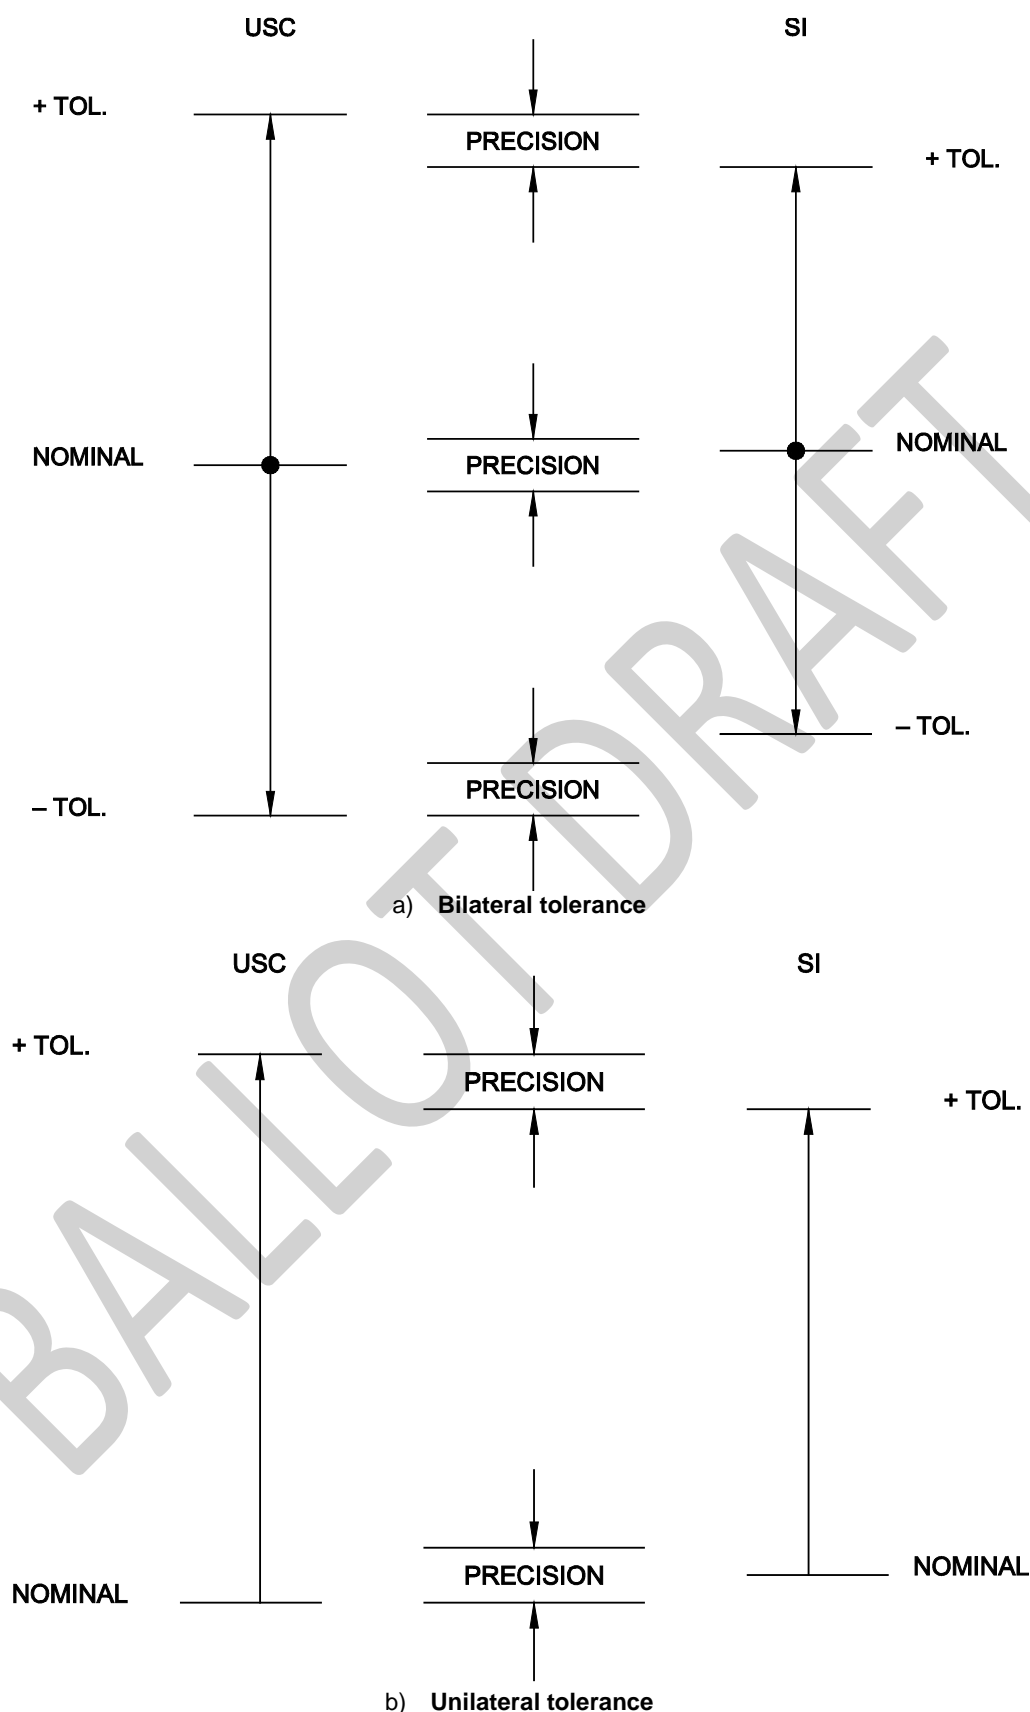 USC SI
+ TOL.
PRECISION
+ TOL.
NOMINAL
PRECISION
NOMINAL
– TOL.
PRECISION
– TOL.
a) Bilateral tolerance
USC SI
+ TOL.
PRECISION
+ TOL.
NOMINAL
PRECISION
NOMINAL
b) Unilateral tolerance
BALLOT DRAFT